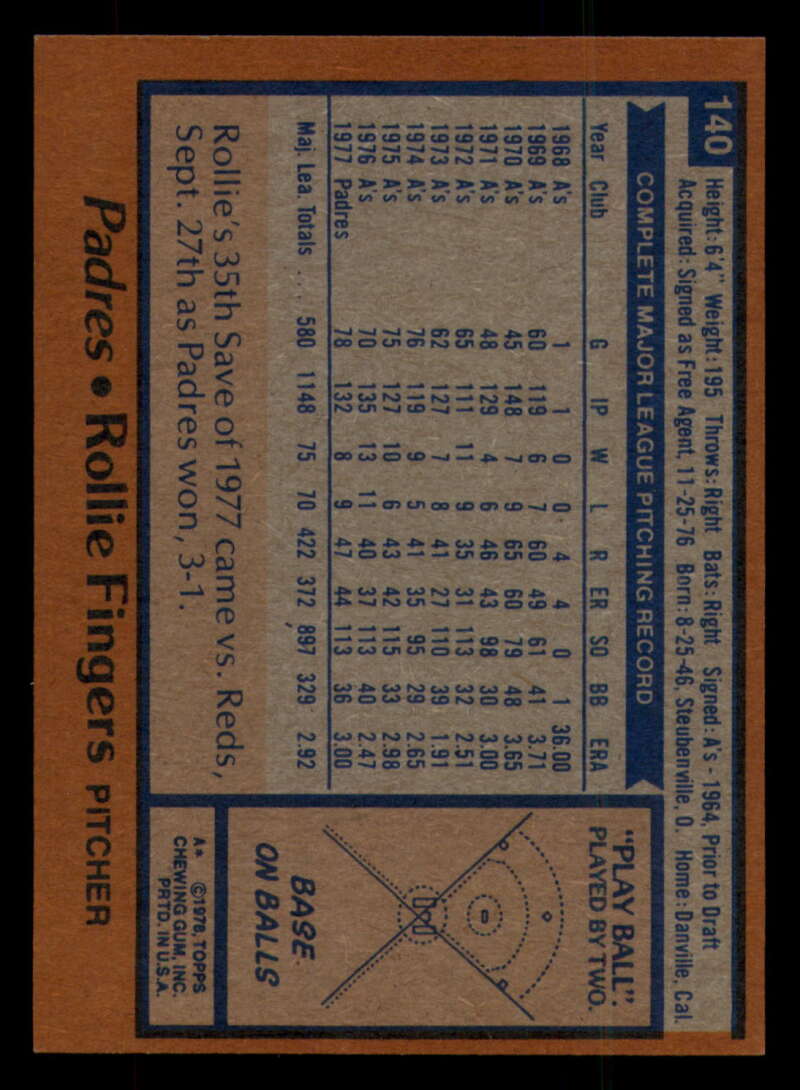 140
Height: 6'4" Weight: 195 Throws: Right Bats: Right Signed: A's - 1964, Prior to Draft
Acquired: Signed as Free Agent, 11-25-76 Born: 8-25-46, Steubenville, O. Home: Danville, Cal.
COMPLETE MAJOR LEAGUE PITCHING RECORD
Year Club G IP W L R ER SO BB ERA
1968 A's 1 1 0 0 4 4 0 1 36.00
1969 A's 60 119 6 7 60 49 61 41 3.71
1970 A's 45 148 7 9 65 60 79 48 3.65
1971 A's 48 129 4 6 46 43 98 30 3.00
1972 A's 65 111 11 9 35 31 113 32 2.51
1973 A's 62 127 7 8 41 27 110 39 1.91
1974 A's 76 119 9 5 41 35 95 29 2.65
1975 A's 75 127 10 6 43 42 115 33 2.98
1976 A's 70 135 13 11 40 37 113 40 2.47
1977 Padres 78 132 8 9 47 44 113 36 3.00
Maj. Lea. Totals ... 580 1148 75 70 422 372 897 329 2.92
Rollie's 35th Save of 1977 came vs. Reds,
Sept. 27th as Padres won, 3-1.
"PLAY BALL".
PLAYED BY TWO.
BASE
ON BALLS
A* ©1978, TOPPS
CHEWING GUM, INC.
PRTD. IN U.S.A.
Padres • Rollie Fingers PITCHER